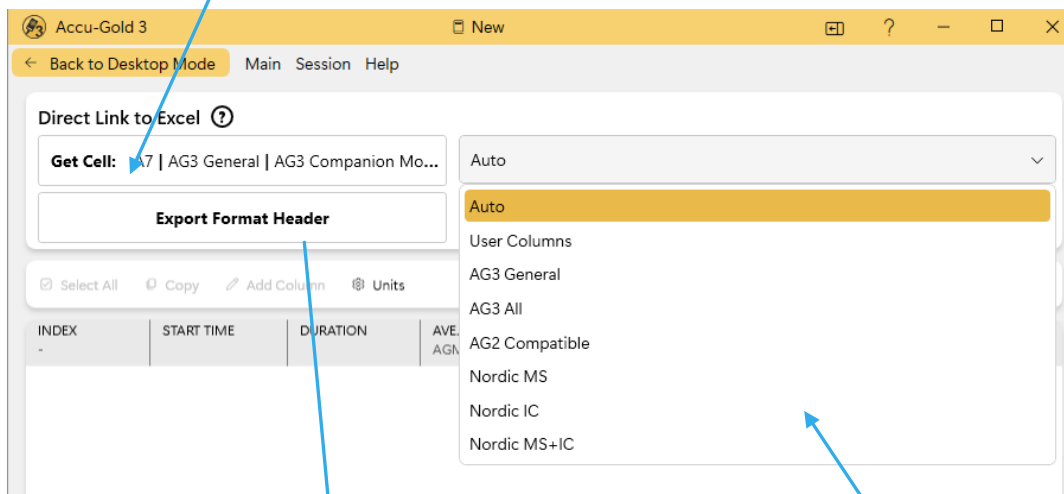 Accu-Gold 3
New
?
Back to Desktop Mode Main Session Help
Direct Link to Excel ?
Get Cell: A7 | AG3 General | AG3 Companion Mo...
Auto
Export Format Header
Auto
User Columns
AG3 General
AG3 All
AG2 Compatible
Nordic MS
Nordic IC
Nordic MS+IC
Select All Copy Add Column Units
INDEX START TIME DURATION AVE.
- AGM